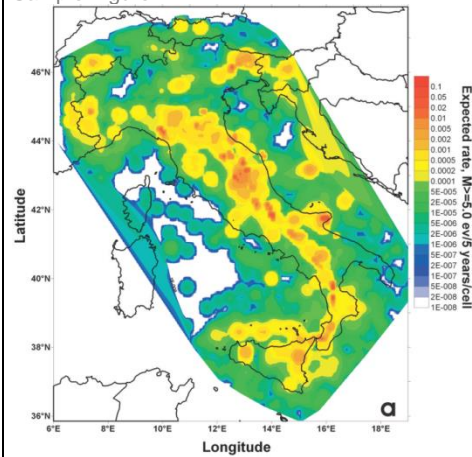 46°N
44°N
42°N
40°N
38°N
36°N
Latitude
6°E
8°E
10°E
12°E
14°E
16°E
18°E
Longitude
a
0.1
0.05
0.02
0.01
0.005
0.002
0.001
0.0005
0.0002
0.0001
5E-005
2E-005
1E-005
5E-006
2E-006
1E-006
5E-007
2E-007
1E-007
5E-008
2E-008
1E-008
Expected rate, M>=5.0 ev/5 years/cell